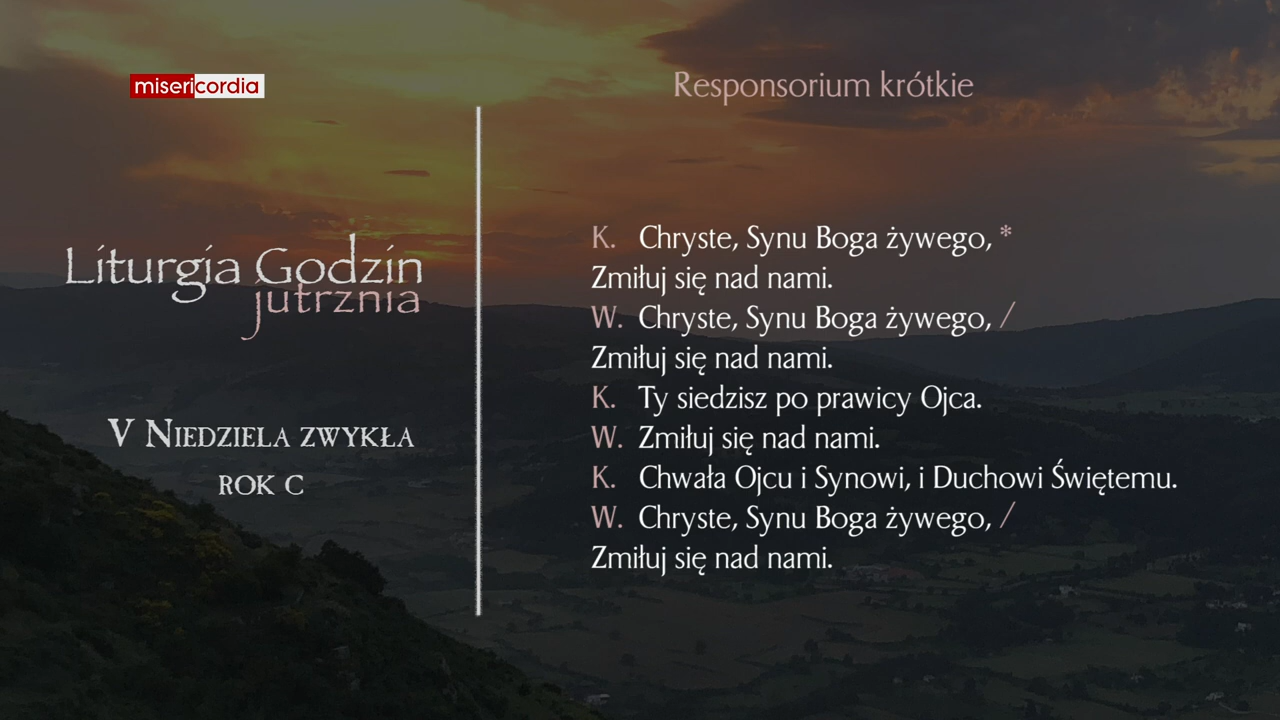 misericordia
Liturgia Godzin
jutrznia
V Niedziela zwykła
rok C
Responsorium krótkie
K. Chryste, Synu Boga żywego, *
Zmiłuj się nad nami.
W. Chryste, Synu Boga żywego, /
Zmiłuj się nad nami.
K. Ty siedzisz po prawicy Ojca.
W. Zmiłuj się nad nami.
K. Chwała Ojcu i Synowi, i Duchowi Świętemu.
W. Chryste, Synu Boga żywego, /
Zmiłuj się nad nami.